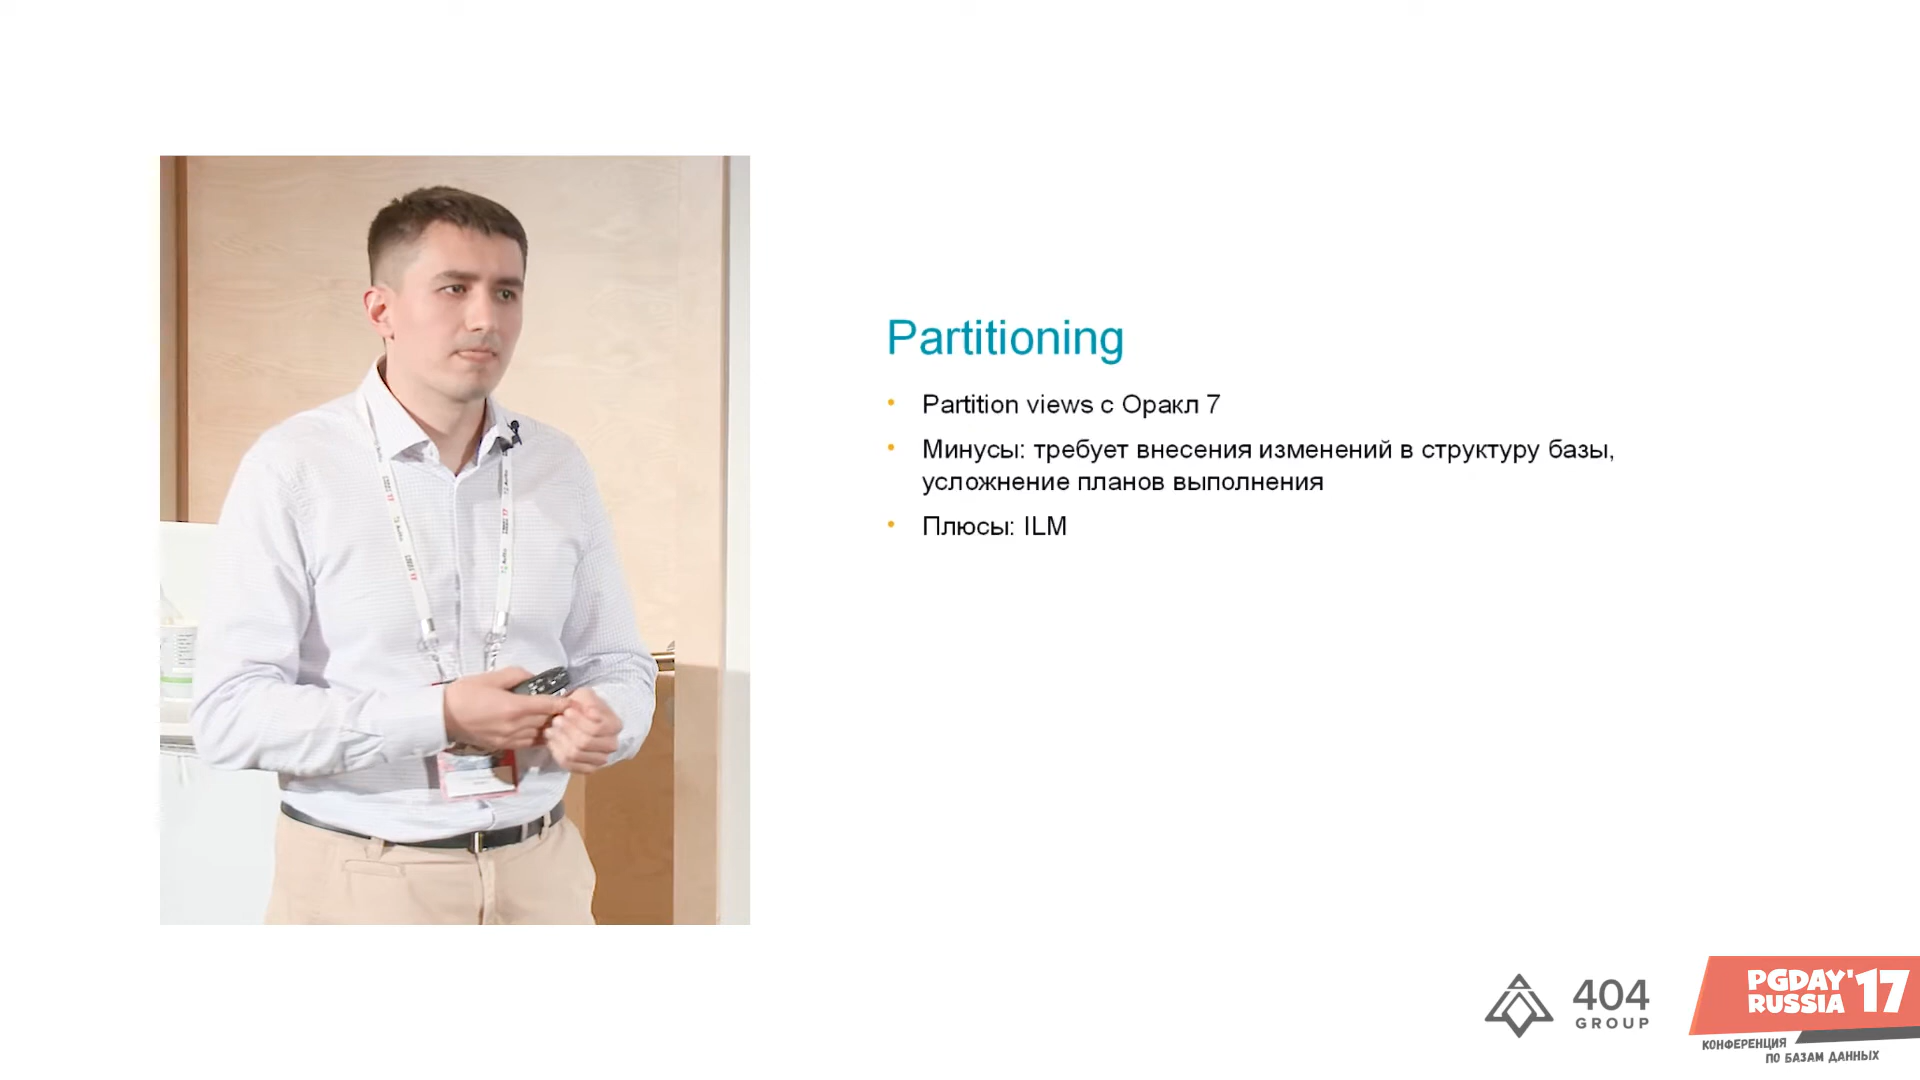 Partitioning
• Partition views с Оракл 7
• Минусы: требует внесения изменений в структуру базы,
усложнение планов выполнения
• Плюсы: ILM
404
GROUP
PGDAY'17
RUSSIA
КОНФЕРЕНЦИЯ
ПО БАЗАМ ДАННЫХ